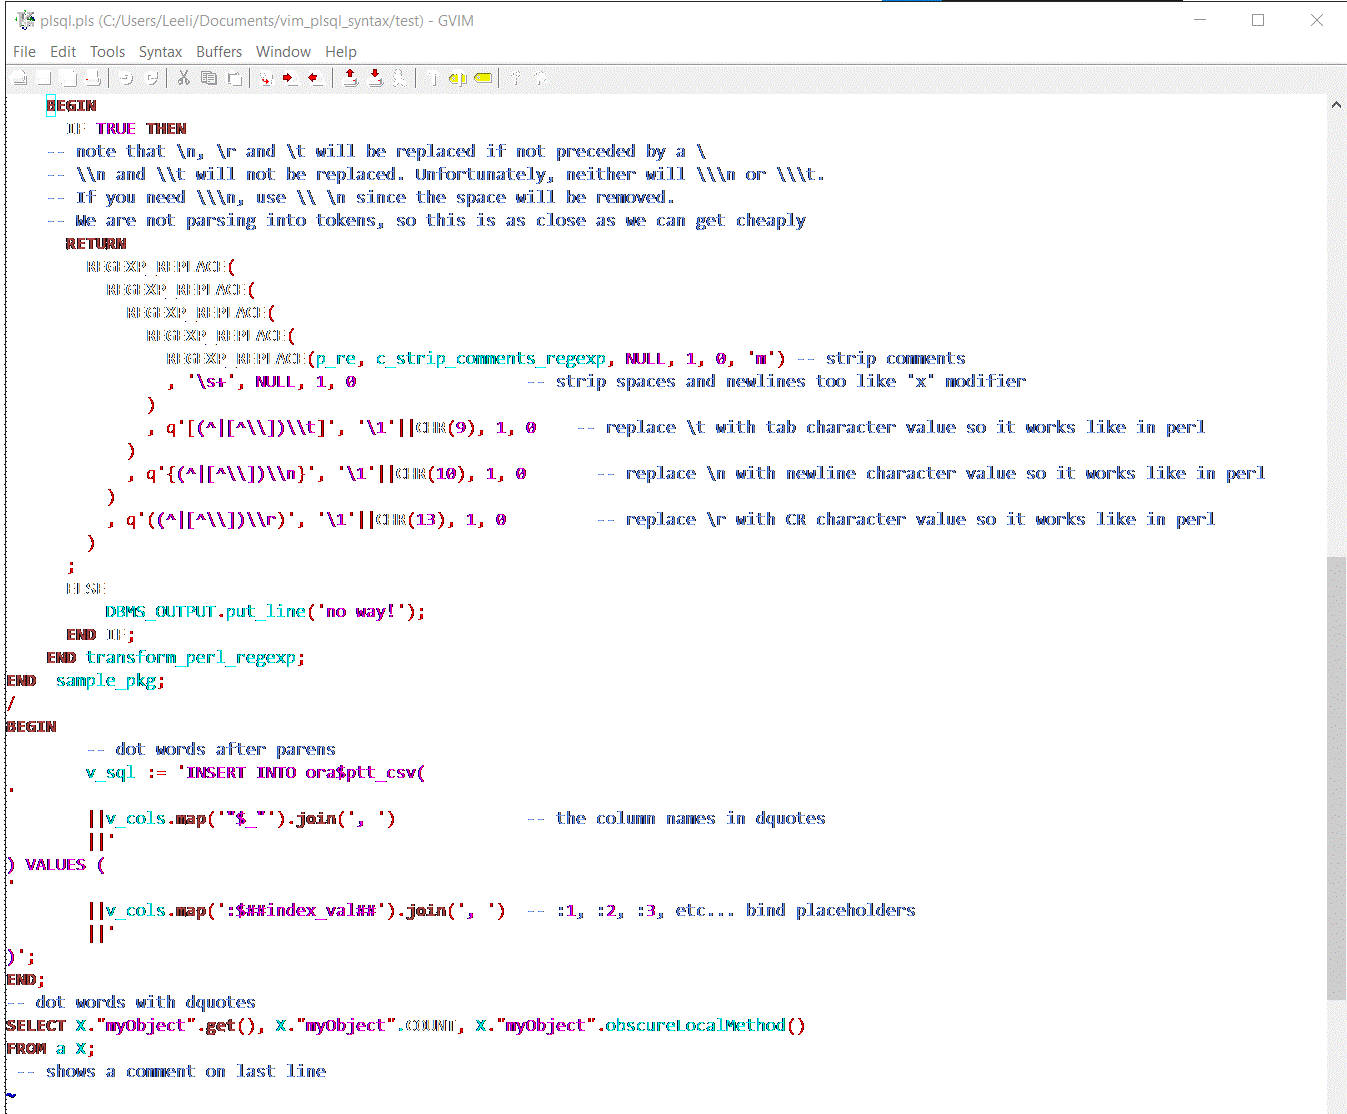 plsql.pls (C:/Users/Leeli/Documents/vim_plsql_syntax/test) - GVIM
File Edit Tools Syntax Buffers Window Help
BEGIN
IF TRUE THEN
-- note that \n, \r and \t will be replaced if not preceded by a \
-- \\n and \\t will not be replaced. Unfortunately, neither will \\\n or \\\t.
-- If you need \\\n, use \\ \n since the space will be removed.
-- We are not parsing into tokens, so this is as close as we can get cheaply
RETURN
REGEXP_REPLACE(
REGEXP_REPLACE(
REGEXP_REPLACE(
REGEXP_REPLACE(
REGEXP_REPLACE(p_re, c_strip_comments_regexp, NULL, 1, 0, 'm') -- strip comments
, '\s+', NULL, 1, 0 -- strip spaces and newlines too like "x" modifier
)
, q'[(^|[^\\])\\t]', '\1'||CHR(9), 1, 0 -- replace \t with tab character value so it works like in perl
)
, q'{(^|[^\\])\\n}', '\1'||CHR(10), 1, 0 -- replace \n with newline character value so it works like in perl
)
, q'((^|[^\\])\\r)', '\1'||CHR(13), 1, 0 -- replace \r with CR character value so it works like in perl
)
;
ELSE
DBMS_OUTPUT.put_line('no way!');
END IF;
END transform_perl_regexp;
END sample_pkg;
/
BEGIN
-- dot words after parens
v_sql := 'INSERT INTO ora$ptt_csv(
'
||v_cols.map('"$_"').join(', ') -- the column names in dquotes
||'
) VALUES (
'
||v_cols.map(':$##index_val##').join(', ') -- :1, :2, :3, etc... bind placeholders
||'
)';
END;
-- dot words with dquotes
SELECT X."myObject".get(), X."myObject".COUNT, X."myObject".obscureLocalMethod()
FROM a X;
-- shows a comment on last line
~